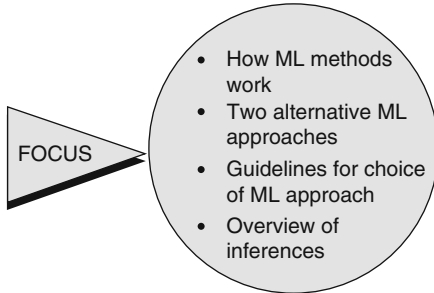 FOCUS
• How ML methods
work
• Two alternative ML
approaches
• Guidelines for choice
of ML approach
• Overview of
inferences